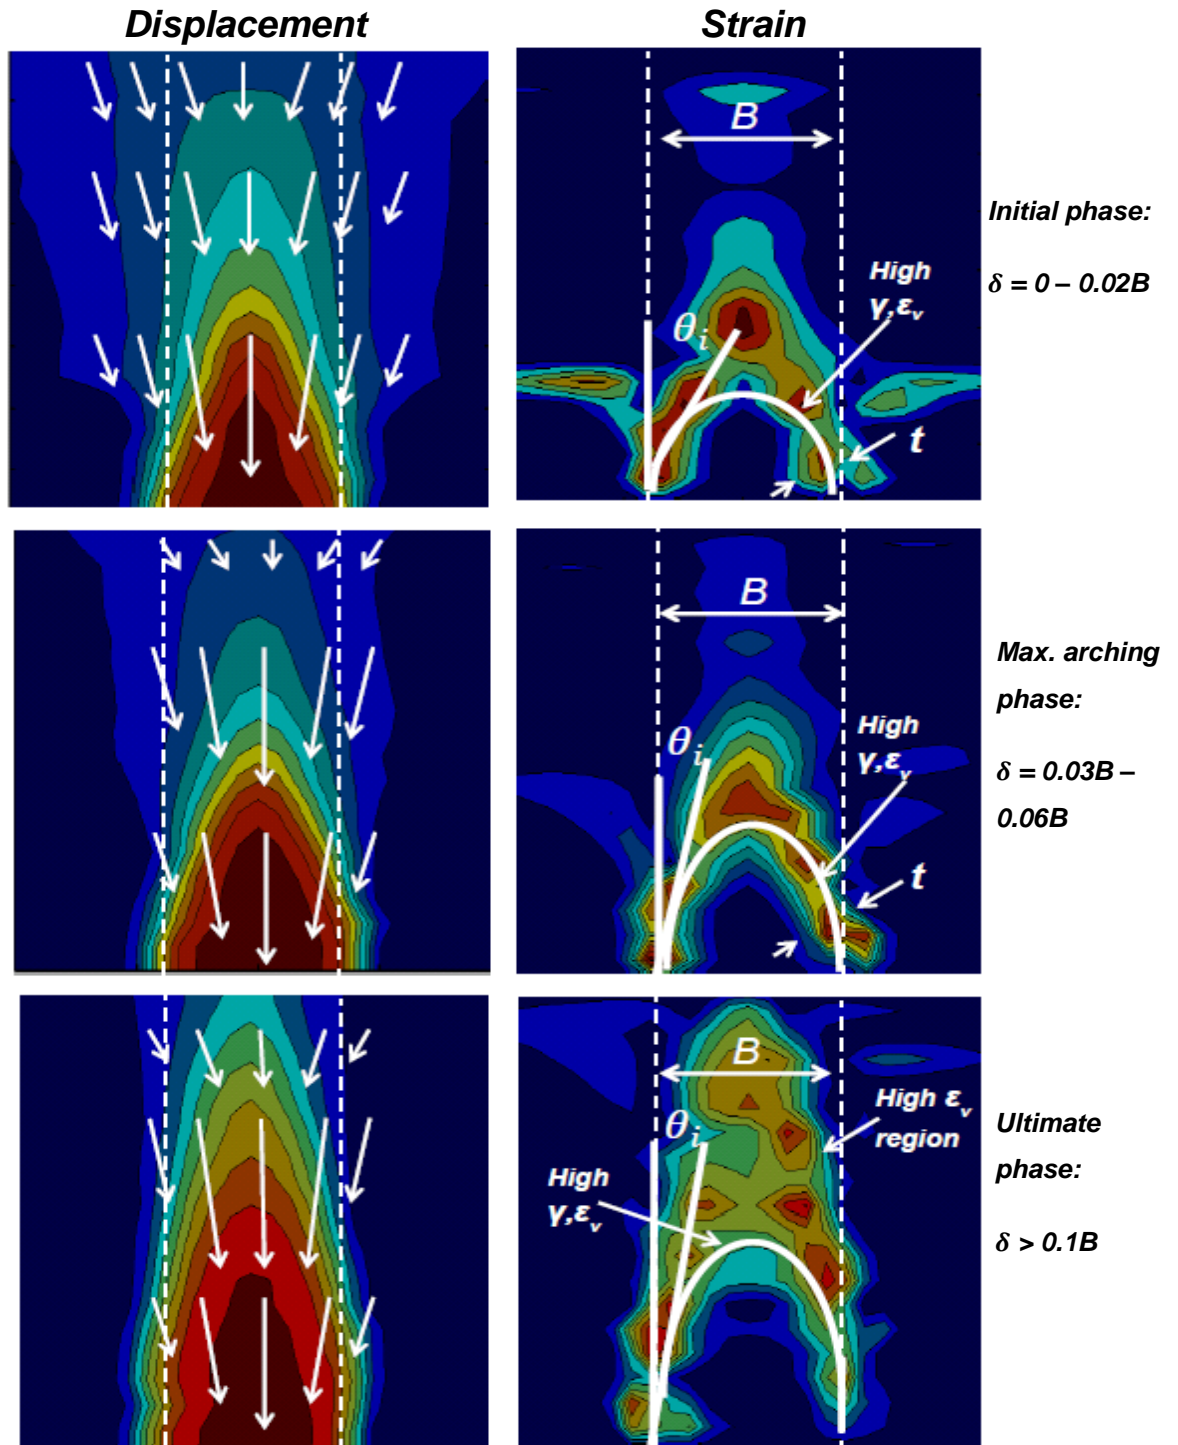 Displacement
Strain
B
High
γ,εᵥ
θᵢ
t
Initial phase:
δ = 0 – 0.02B
B
High
γ,εᵥ
θᵢ
t
Max. arching
phase:
δ = 0.03B –
0.06B
B
High εᵥ
region
θᵢ
High
γ,εᵥ
Ultimate
phase:
δ > 0.1B